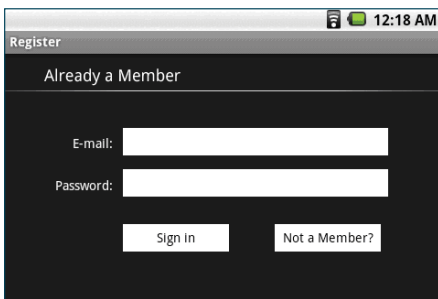 12:18 AM
Register
Already a Member
E-mail:
Password:
Sign in Not a Member?